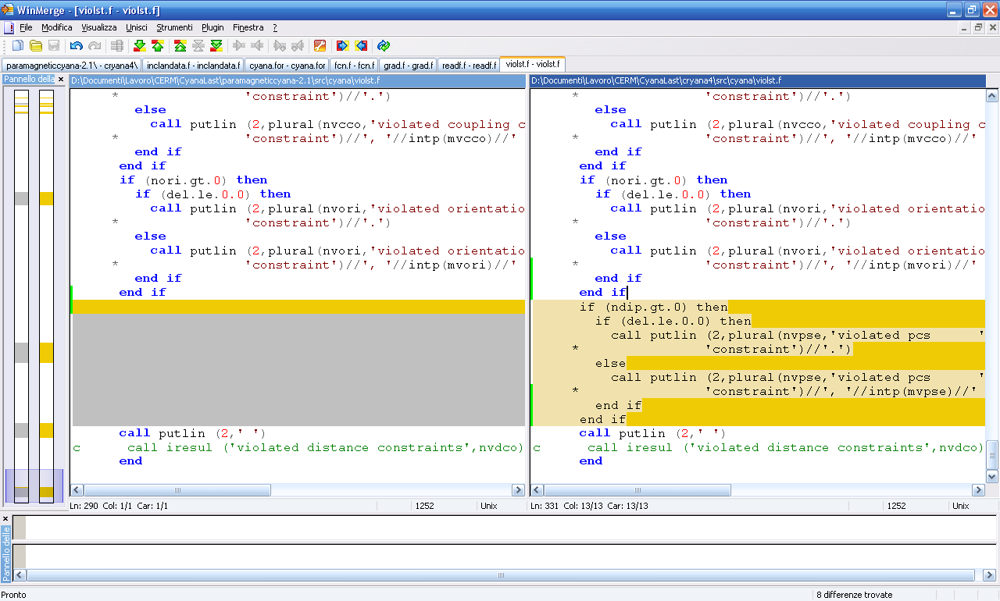 WinMerge - [violst.f - violst.f]
File Modifica Visualizza Unisci Strumenti Plugin Finestra ?
paramagneticcyana-2.1\ - cryana4\ inclandata.f - inclandata.f cyana.for - cyana.for fcn.f - fcn.f grad.f - grad.f readf.f - readf.f violst.f - violst.f
Pannello della
D:\Documenti\Lavoro\CERM\CyanaLast\paramagneticcyana-2.1\src\cyana\violst.f
* 'constraint')//'.')
else
call putlin (2,plural(nvcco,'violated coupling c
* 'constraint')//', '//intp(mvcco)//'
end if
end if
if (nori.gt.0) then
if (del.le.0.0) then
call putlin (2,plural(nvori,'violated orientatio
* 'constraint')//'.')
else
call putlin (2,plural(nvori,'violated orientatio
* 'constraint')//', '//intp(mvori)//'
end if
end if
call putlin (2,' ')
c call iresul ('violated distance constraints',nvdco)
end
Ln: 290 Col: 1/1 Car: 1/1 1252 Unix
D:\Documenti\Lavoro\CERM\CyanaLast\cryana4\src\cyana\violst.f
* 'constraint')//'.')
else
call putlin (2,plural(nvcco,'violated coupling c
* 'constraint')//', '//intp(mvcco)//'
end if
end if
if (nori.gt.0) then
if (del.le.0.0) then
call putlin (2,plural(nvori,'violated orientatio
* 'constraint')//'.')
else
call putlin (2,plural(nvori,'violated orientatio
* 'constraint')//', '//intp(mvori)//'
end if
end if
if (ndip.gt.0) then
if (del.le.0.0) then
call putlin (2,plural(nvpse,'violated pcs '
* 'constraint')//'.')
else
call putlin (2,plural(nvpse,'violated pcs '
* 'constraint')//', '//intp(mvpse)//'
end if
end if
call putlin (2,' ')
c call iresul ('violated distance constraints',nvdco)
end
Ln: 331 Col: 13/13 Car: 13/13 1252 Unix
Pannello delle
Pronto
8 differenze trovate